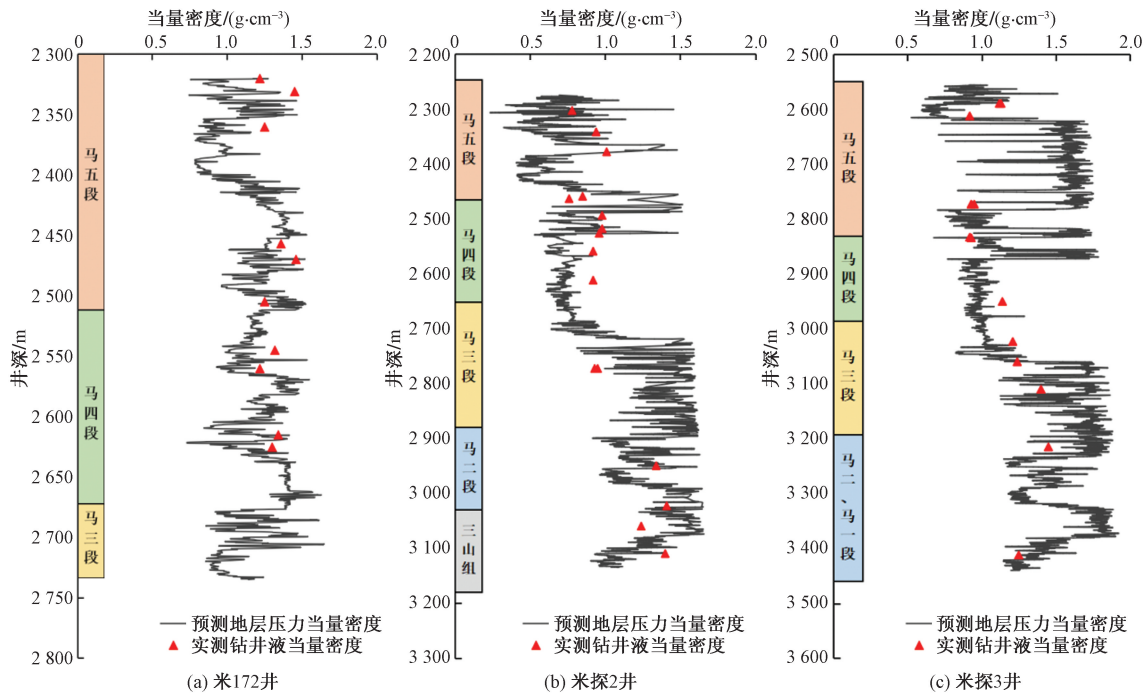 当量密度/(g·cm⁻³)
0 0.5 1.0 1.5 2.0
2 300
2 350
2 400
2 450
2 500
2 550
2 600
2 650
2 700
2 750
2 800
井深/m
马五段
马四段
马三段
预测地层压力当量密度
实测钻井液当量密度
(a) 米172井
当量密度/(g·cm⁻³)
0 0.5 1.0 1.5 2.0
2 200
2 300
2 400
2 500
2 600
2 700
2 800
2 900
3 000
3 100
3 200
3 300
井深/m
马五段
马四段
马三段
马二段
三山组
预测地层压力当量密度
实测钻井液当量密度
(b) 米探2井
当量密度/(g·cm⁻³)
0 0.5 1.0 1.5 2.0
2 500
2 600
2 700
2 800
2 900
3 000
3 100
3 200
3 300
3 400
3 500
3 600
井深/m
马五段
马四段
马三段
马二、马一段
预测地层压力当量密度
实测钻井液当量密度
(c) 米探3井